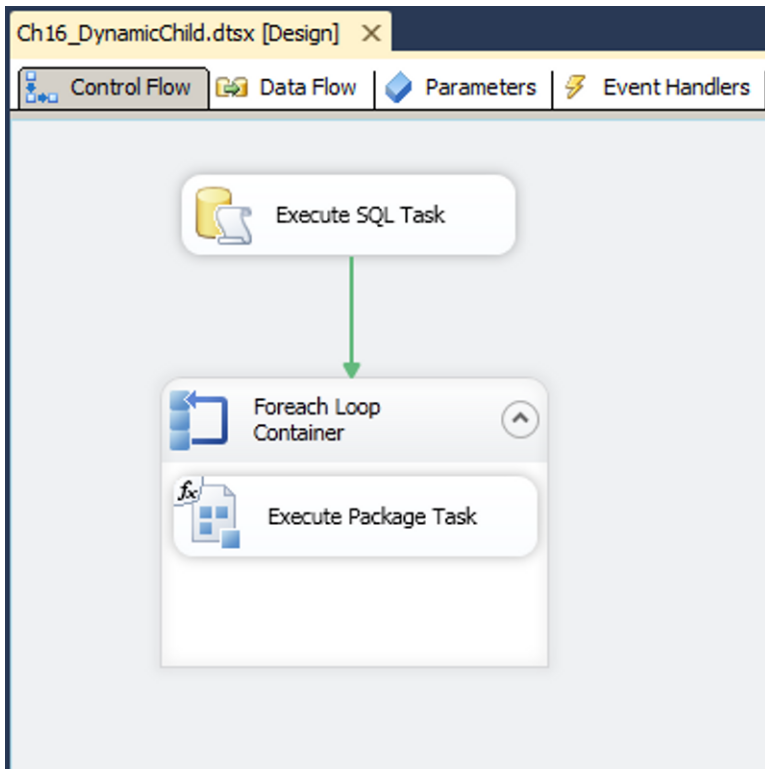 Ch16_DynamicChild.dtsx [Design]
Control Flow Data Flow Parameters Event Handlers
Execute SQL Task
Foreach Loop
Container
fx
Execute Package Task